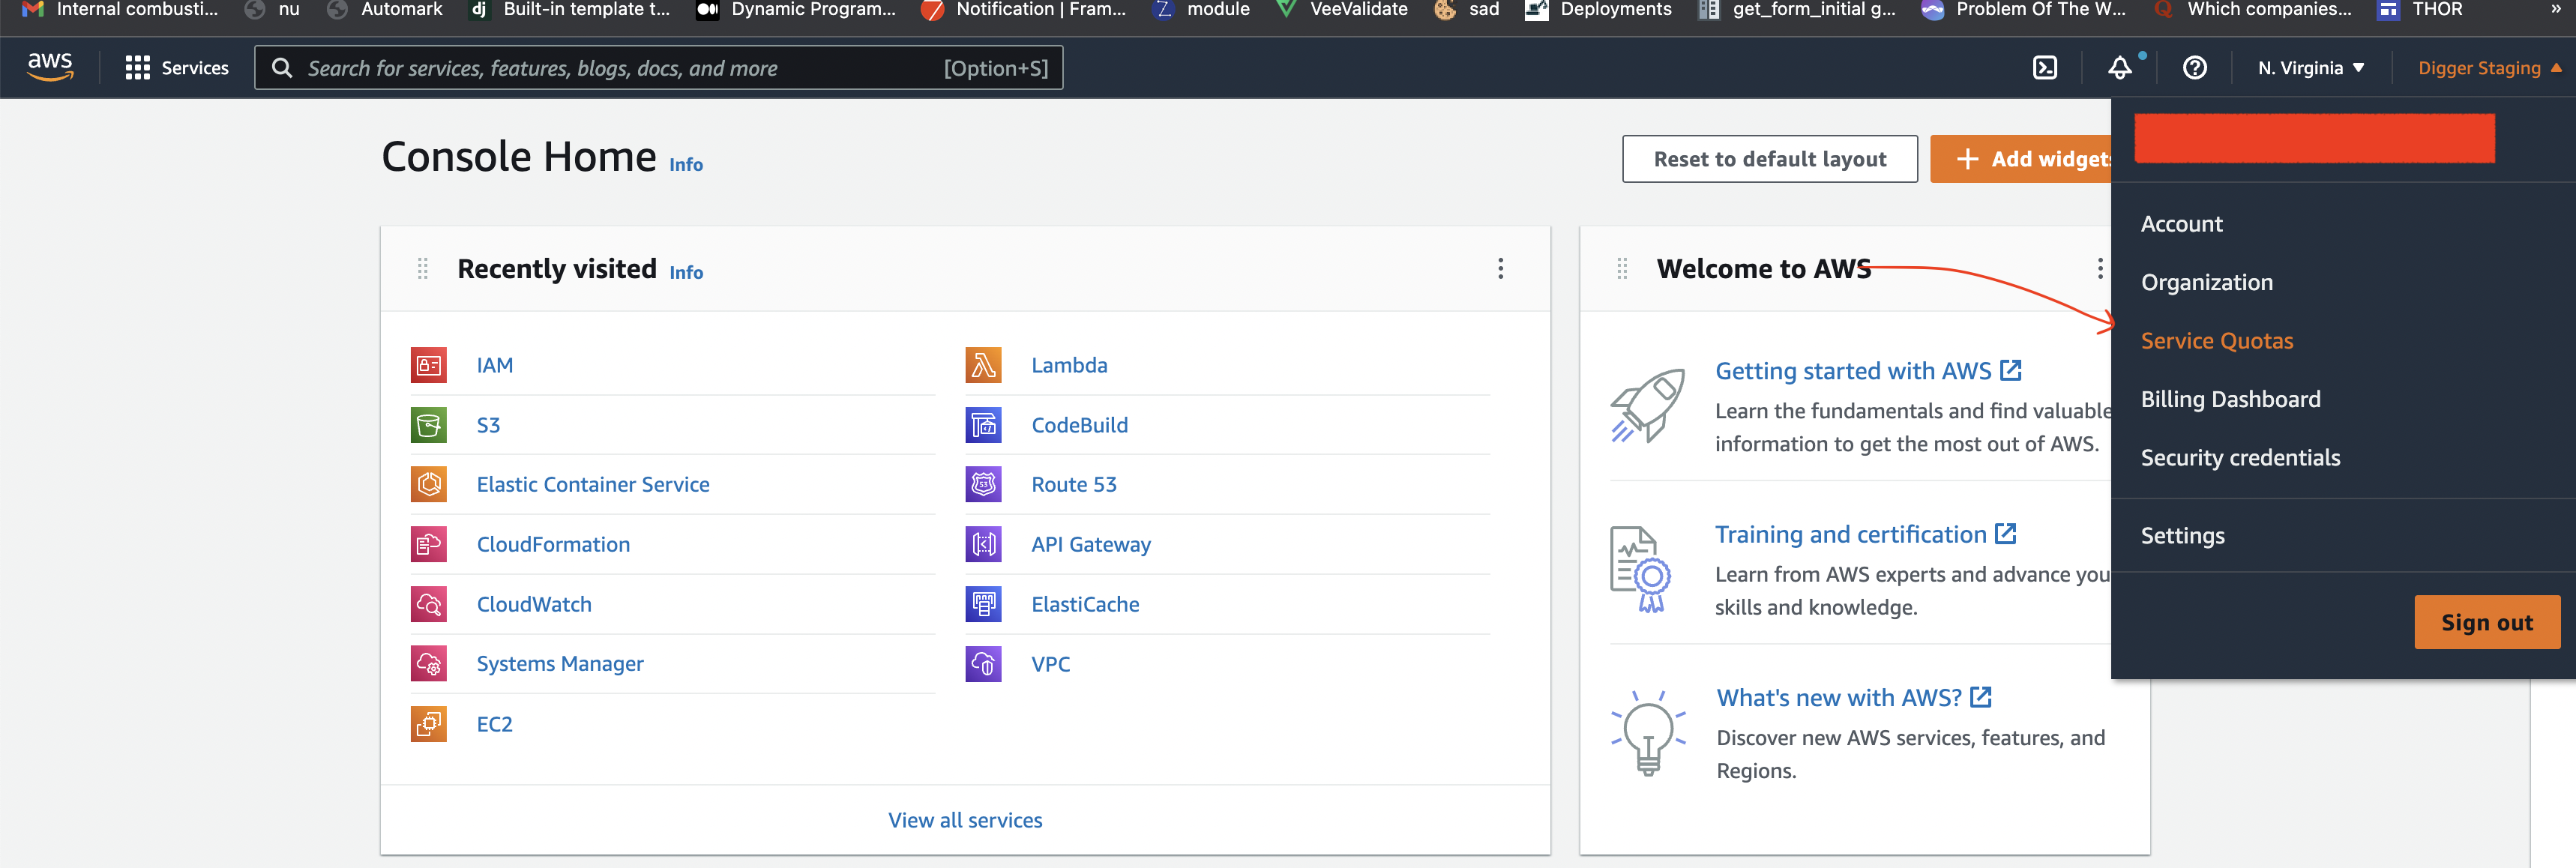 Internal combusti... nu Automark Built-in template t... Dynamic Program... Notification | Fram... module VeeValidate sad Deployments get_form_initial g... Problem Of The W... Which companies... THOR »
aws Services Search for services, features, blogs, docs, and more [Option+S] N. Virginia Digger Staging
Console Home Info
Reset to default layout
Add widgets
Recently visited Info
IAM
S3
Elastic Container Service
CloudFormation
CloudWatch
Systems Manager
EC2
Lambda
CodeBuild
Route 53
API Gateway
ElastiCache
VPC
View all services
Welcome to AWS
Getting started with AWS
Learn the fundamentals and find valuable
information to get the most out of AWS.
Training and certification
Learn from AWS experts and advance you
skills and knowledge.
What's new with AWS?
Discover new AWS services, features, and
Regions.
Account
Organization
Service Quotas
Billing Dashboard
Security credentials
Settings
Sign out